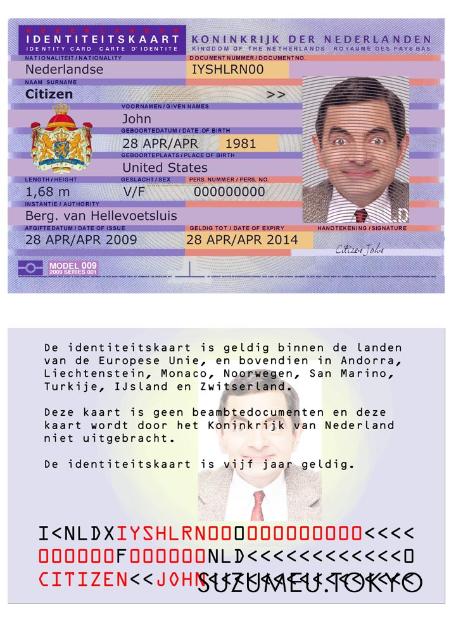 IDENTITEITSKAART KONINKRIJK DER NEDERLANDEN
IDENTITY CARD CARTE D'IDENTITE KINGDOM OF THE NETHERLANDS ROYAUME DES PAYS BAS
NATIONALITEIT/NATIONALITY DOCUMENTNUMMER/DOCUMENTNO.
Nederlandse IYSHLRN00
NAAM SURNAME
Citizen >>
VOORNAMEN/GIVEN NAMES
John
GEBOORTEDATUM/DATE OF BIRTH
28 APR/APR 1981
GEBOORTEPLAATS/PLACE OF BIRTH
United States
LENGTH/HEIGHT GESLACHT/SEX PERS. NUMMER/PERS. NO.
1,68 m V/F 000000000
INSTANTIE / AUTHORITY
Berg. van Hellevoetsluis
AFGIFTEDATUM / DATE OF ISSUE GELDIG TOT / DATE OF EXPIRY HANDTEKENING/SIGNATURE
28 APR/APR 2009 28 APR/APR 2014 Citizen John
MODEL 009
2009 SERIES 001
De identiteitskaart is geldig binnen de landen
van de Europese Unie, en bovendien in Andorra,
Liechtenstein, Monaco, Noorwegen, San Marino,
Turkije, IJsland en Zwitserland.
Deze kaart is geen beambtedocumenten en deze
kaart wordt door het Koninkrijk van Nederland
niet uitgebracht.
De identiteitskaart is vijf jaar geldig.
I<NLDXIYSHLRN000000000000<<<<
000000F0000000NLD<<<<<<<<<<<0
CITIZEN<<JOHN<<<<<<<<<<<<<<<<
SUZUMEU.TOKYO